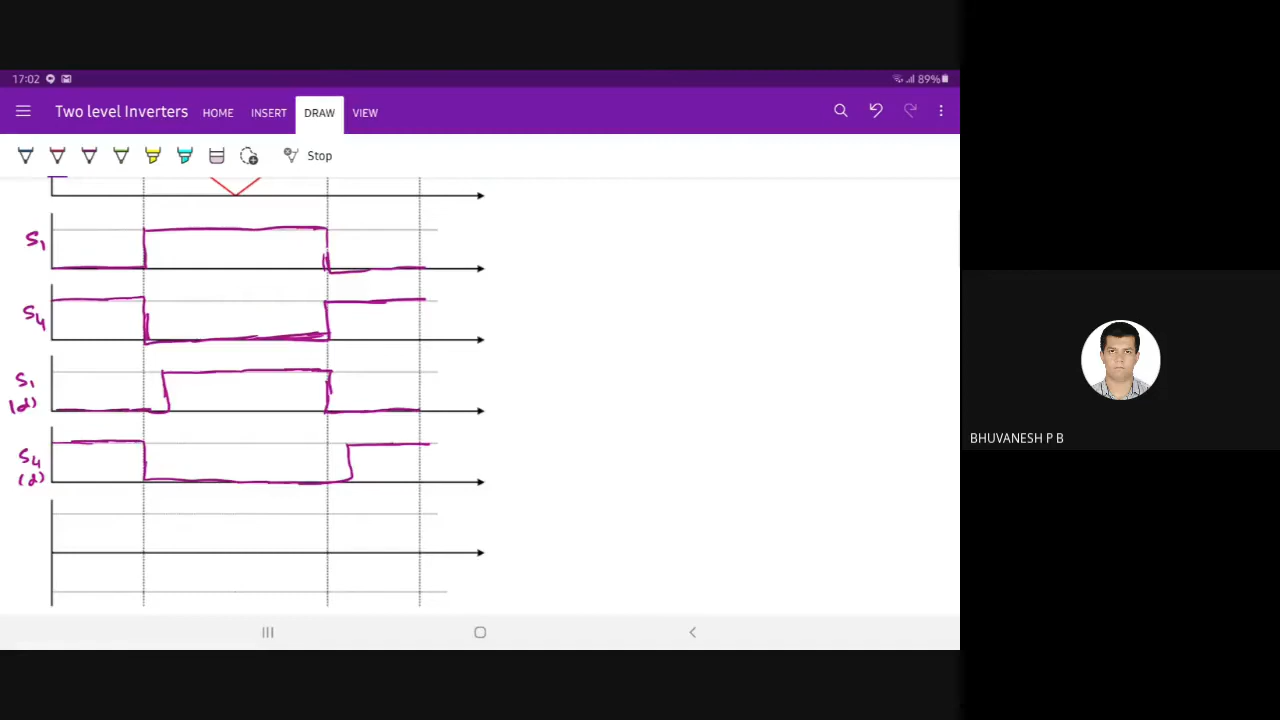 17:02 89%
Two level Inverters HOME INSERT DRAW VIEW
Stop
S1
S4
S1
(d)
S4
(d)
BHUVANESH P B